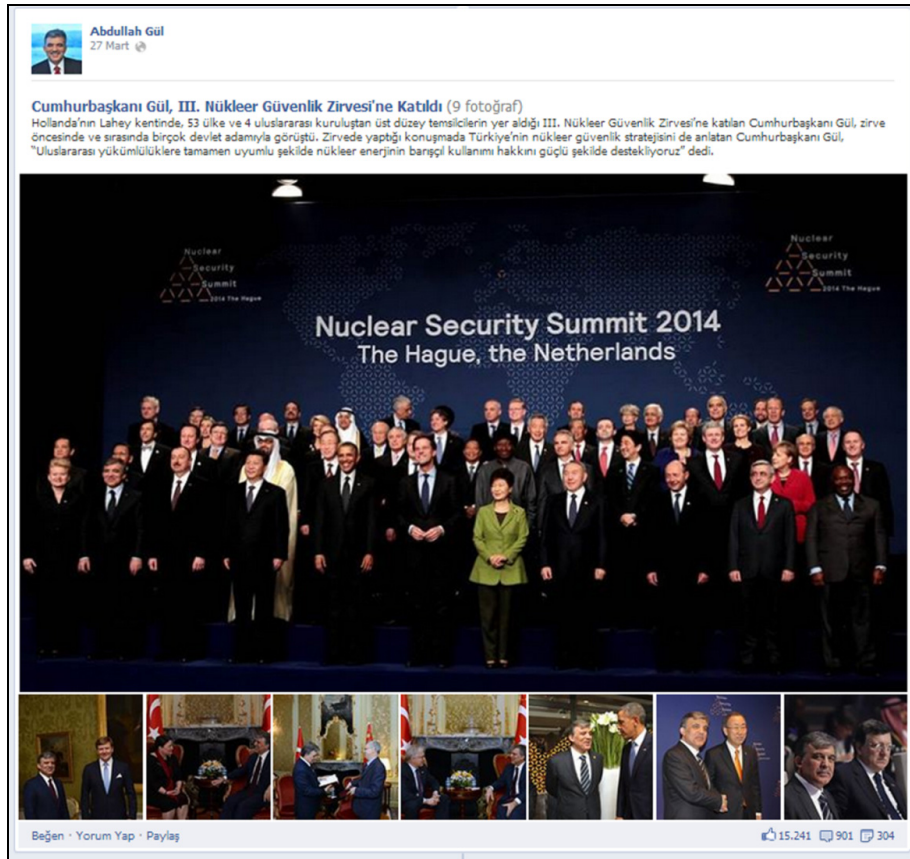 Abdullah Gül
27 Mart
Cumhurbaşkanı Gül, III. Nükleer Güvenlik Zirvesi'ne Katıldı (9 fotoğraf)
Hollanda'nın Lahey kentinde, 53 ülke ve 4 uluslararası kuruluştan üst düzey temsilcilerin yer aldığı III. Nükleer Güvenlik Zirvesi'ne katılan Cumhurbaşkanı Gül, zirve
öncesinde ve sırasında birçok devlet adamıyla görüştü. Zirvede yaptığı konuşmada Türkiye'nin nükleer güvenlik stratejisini de anlatan Cumhurbaşkanı Gül,
"Uluslararası yükümlülüklere tamamen uyumlu şekilde nükleer enerjinin barışçıl kullanımı hakkını güçlü şekilde destekliyoruz" dedi.
Nuclear
Security
Summit
2014 The Hague
Nuclear
Security
Summit
2014 The Hague
Nuclear Security Summit 2014
The Hague, the Netherlands
Beğen · Yorum Yap · Paylaş
15.241 901 304